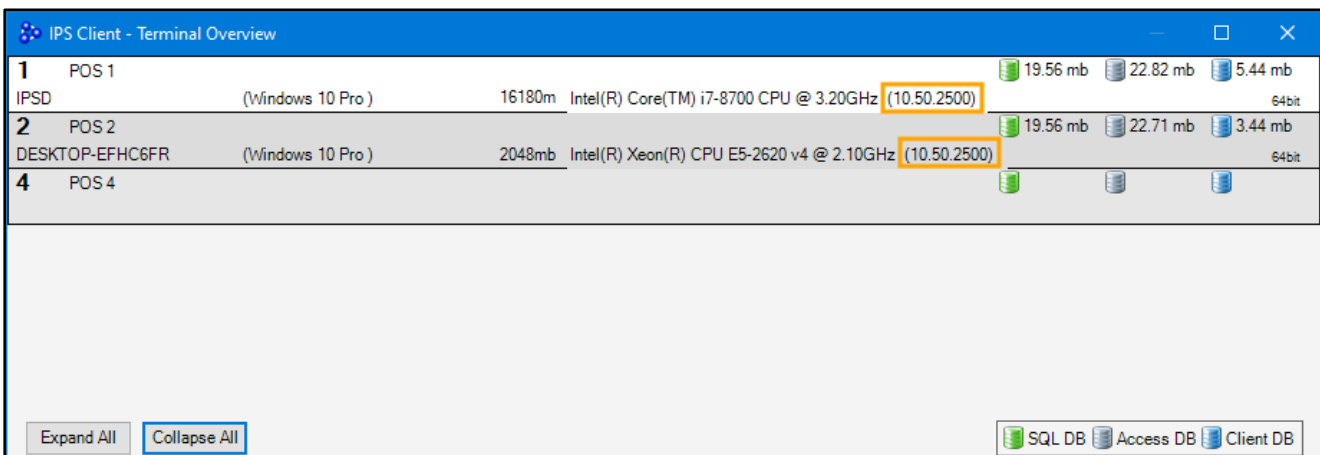 IPS Client - Terminal Overview
1 POS 1 19.56 mb 22.82 mb 5.44 mb
IPSD (Windows 10 Pro ) 16180m Intel(R) Core(TM) i7-8700 CPU @ 3.20GHz (10.50.2500) 64bit
2 POS 2 19.56 mb 22.71 mb 3.44 mb
DESKTOP-EFHC6FR (Windows 10 Pro ) 2048mb Intel(R) Xeon(R) CPU E5-2620 v4 @ 2.10GHz (10.50.2500) 64bit
4 POS 4
Expand All Collapse All SQL DB Access DB Client DB